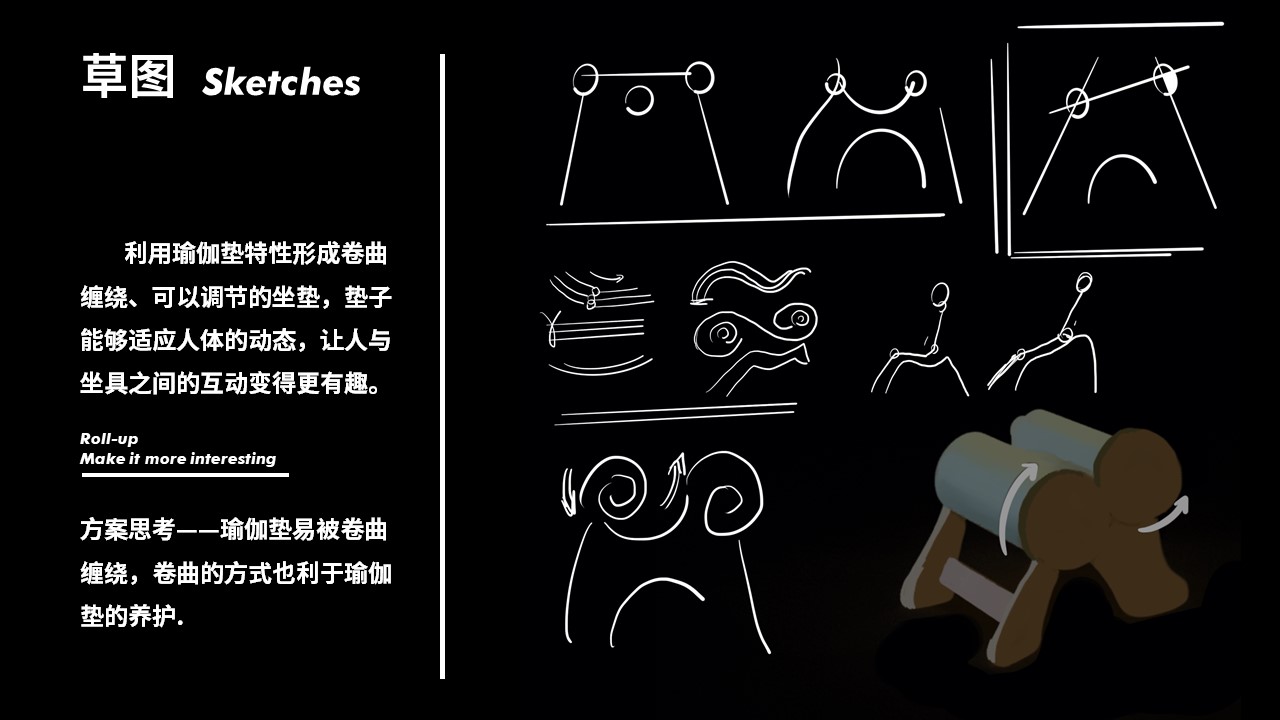 草图 Sketches
利用瑜伽垫特性形成卷曲
缠绕、可以调节的坐垫，垫子
能够适应人体的动态，让人与
坐具之间的互动变得更有趣。
Roll-up
Make it more interesting
方案思考——瑜伽垫易被卷曲
缠绕，卷曲的方式也利于瑜伽
垫的养护.